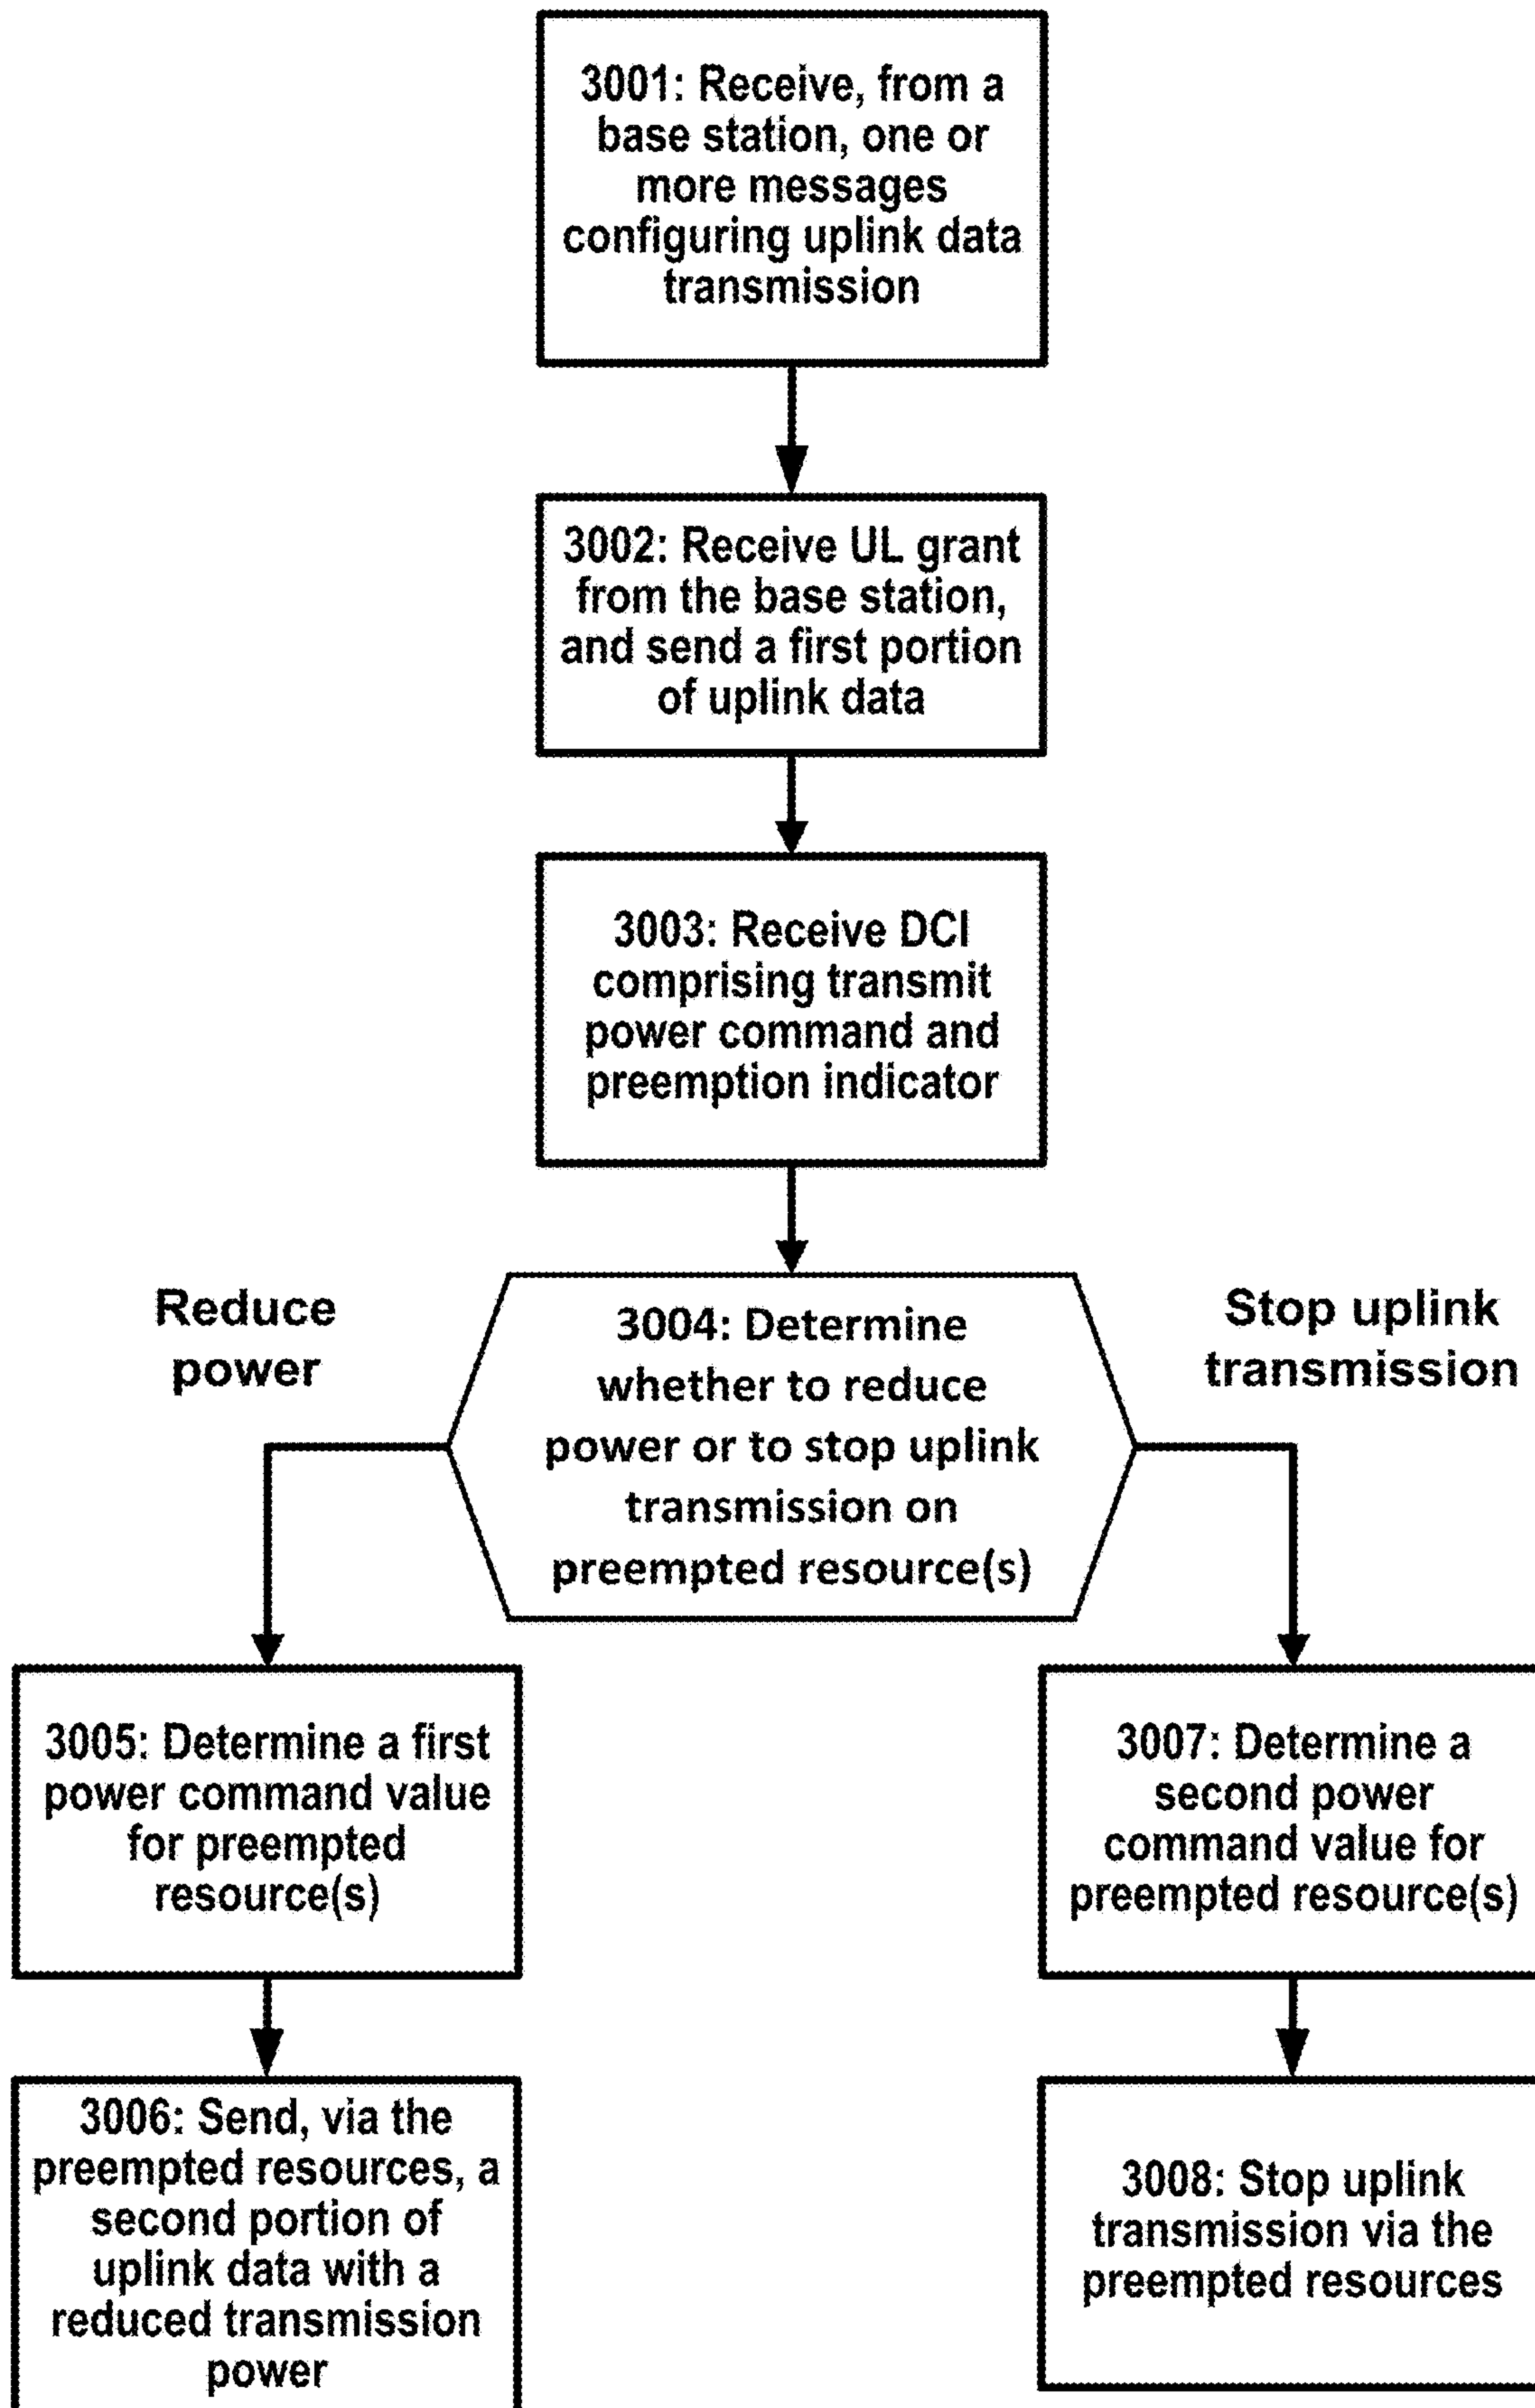 3001: Receive, from a
base station, one or
more messages
configuring uplink data
transmission
3002: Receive UL grant
from the base station,
and send a first portion
of uplink data
3003: Receive DCI
comprising transmit
power command and
preemption indicator
Reduce
power
3004: Determine
whether to reduce
power or to stop uplink
transmission on
preempted resource(s)
Stop uplink
transmission
3005: Determine a first
power command value
for preempted
resource(s)
3006: Send, via the
preempted resources, a
second portion of
uplink data with a
reduced transmission
power
3007: Determine a
second power
command value for
preempted resource(s)
3008: Stop uplink
transmission via the
preempted resources